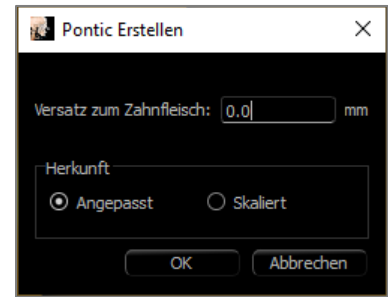 Pontic Erstellen
Versatz zum Zahnfleisch: 0.0 mm
Herkunft
Angepasst Skaliert
OK Abbrechen